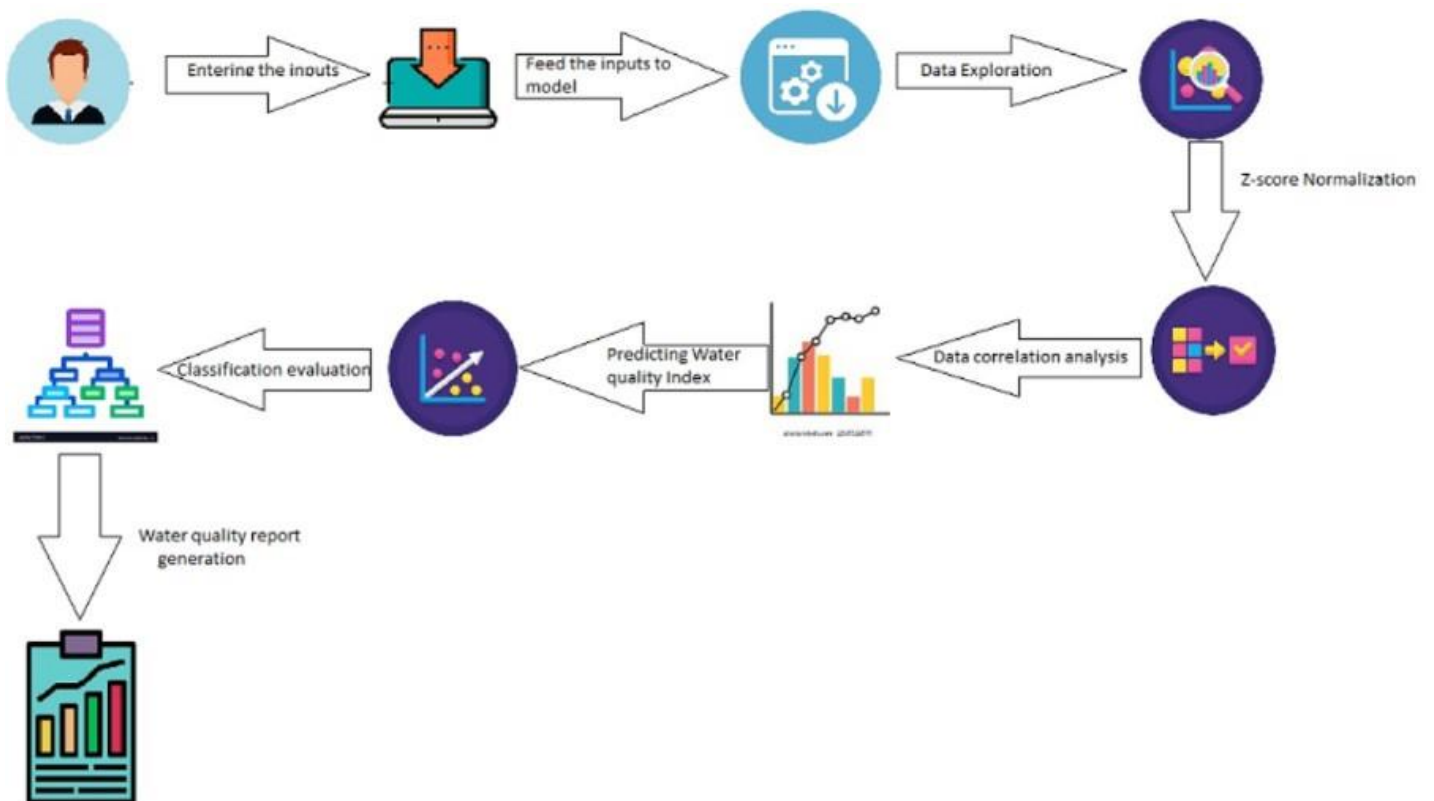 Entering the inputs
Feed the inputs to
model
Data Exploration
Z-score Normalization
Data correlation analysis
Predicting Water
quality Index
Classification evaluation
Water quality report
generation